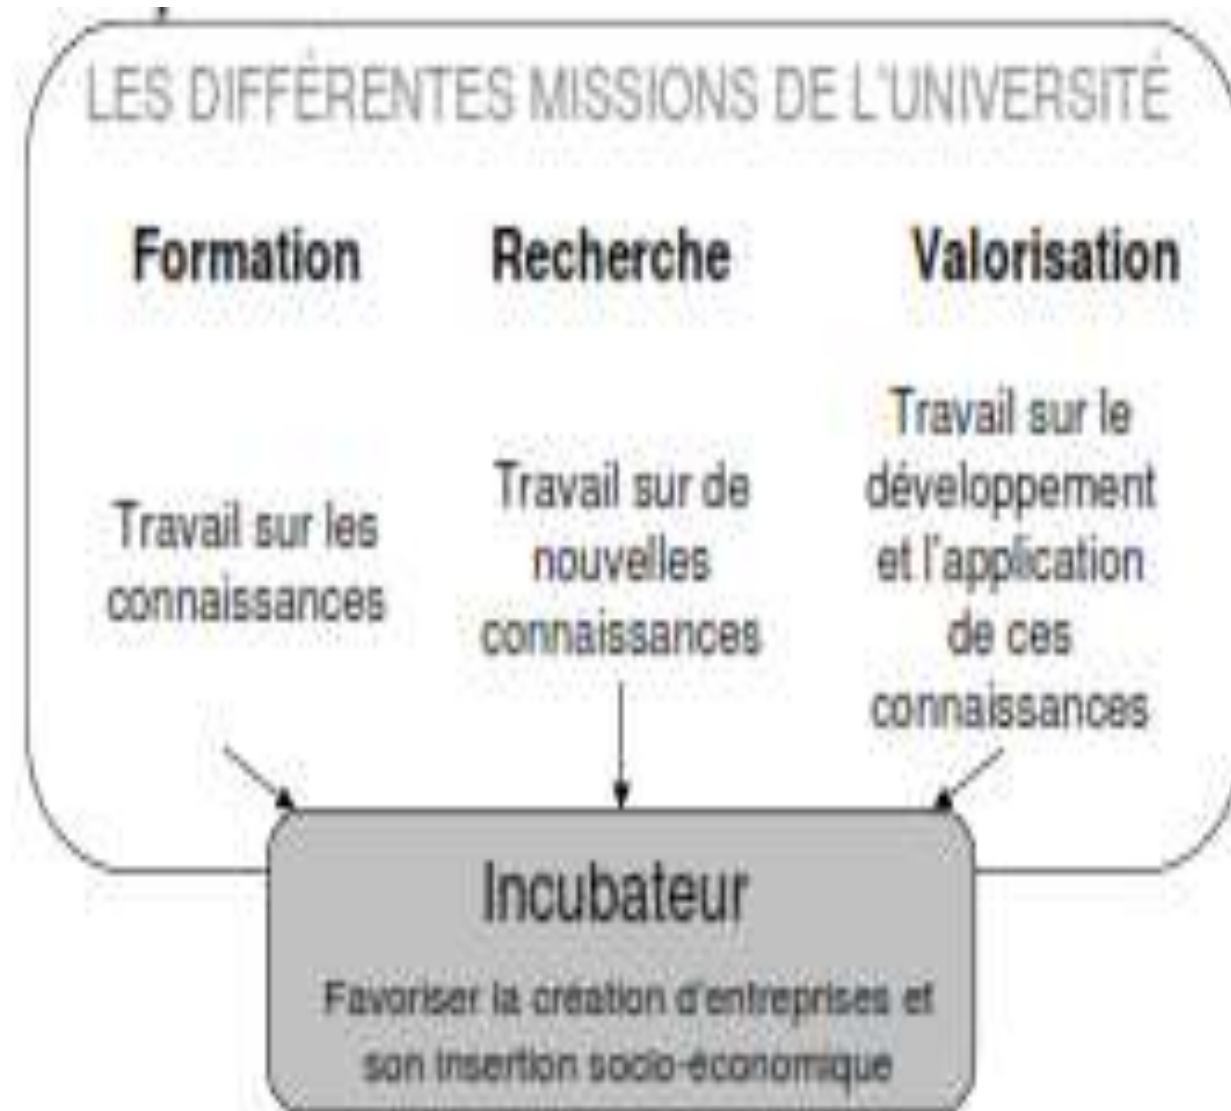 LES DIFFÉRENTES MISSIONS DE L'UNIVERSITÉ
Formation
Recherche
Valorisation
Travail sur les
connaissances
Travail sur de
nouvelles
connaissances
Travail sur le
développement
et l'application
de ces
connaissances
Incubateur
Favoriser la création d'entreprises et
son insertion socio-économique